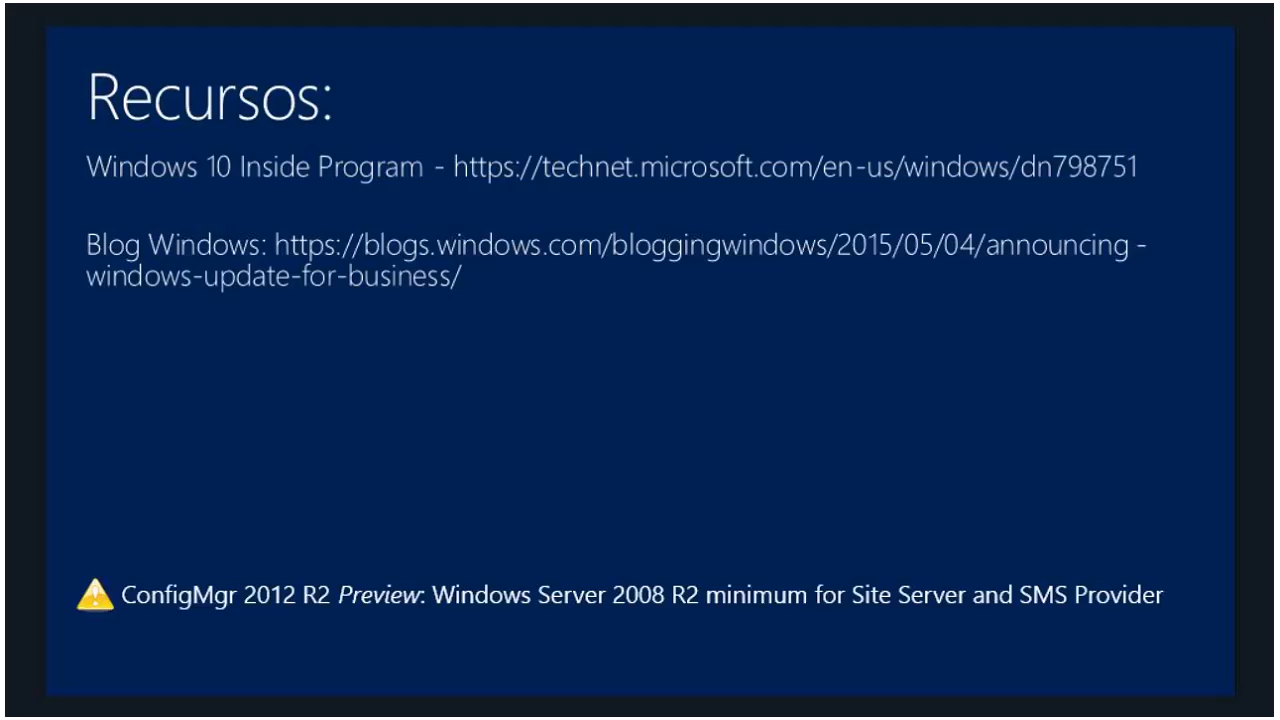 Recursos:
Windows 10 Inside Program - https://technet.microsoft.com/en-us/windows/dn798751
Blog Windows: https://blogs.windows.com/bloggingwindows/2015/05/04/announcing -
windows-update-for-business/
ConfigMgr 2012 R2 Preview: Windows Server 2008 R2 minimum for Site Server and SMS Provider